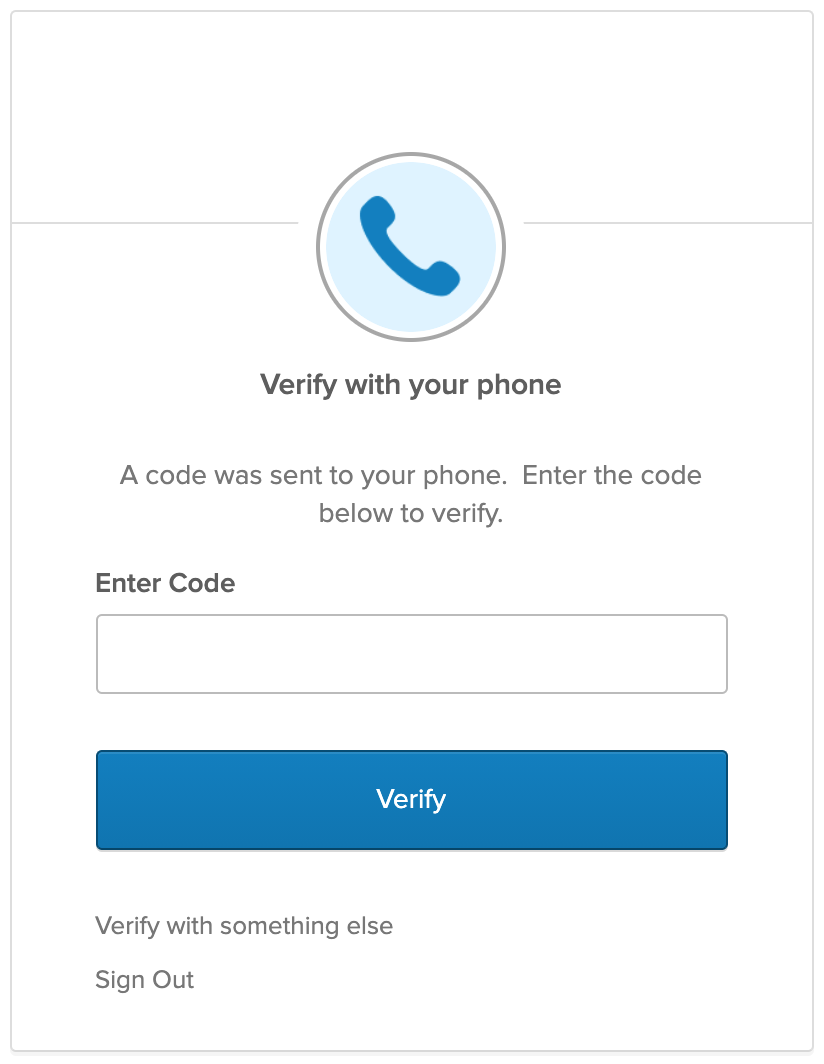 Verify with your phone
A code was sent to your phone.  Enter the code
below to verify.
Enter Code
Verify
Verify with something else
Sign Out